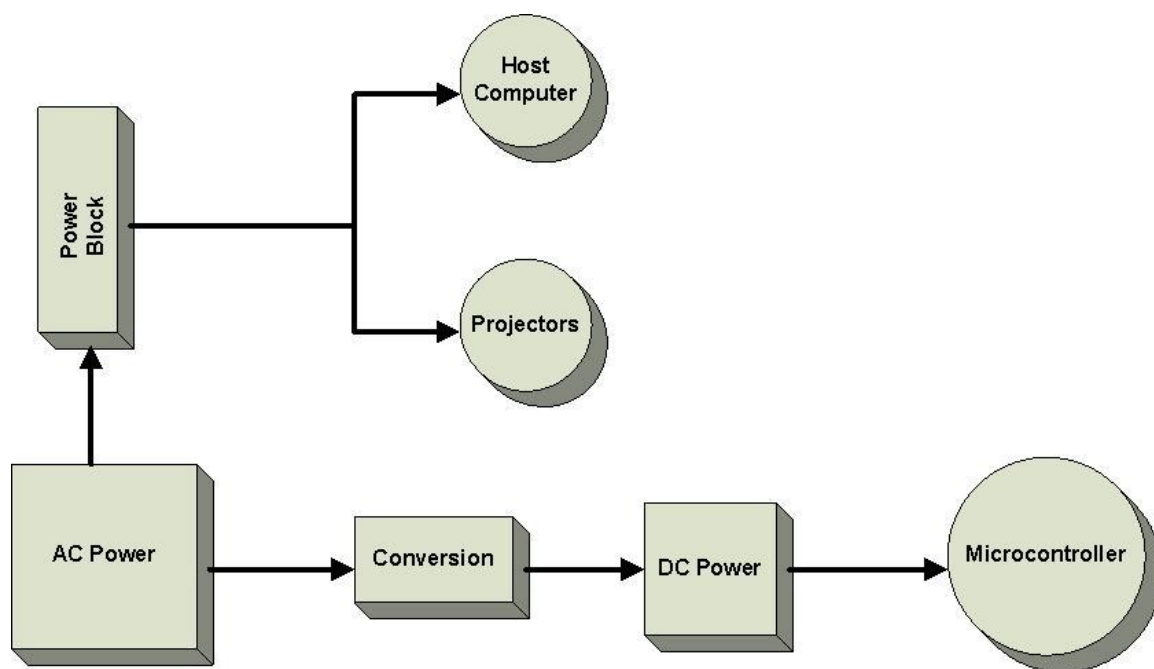 Host
Computer
Power
Block
Projectors
AC Power
Conversion
DC Power
Microcontroller